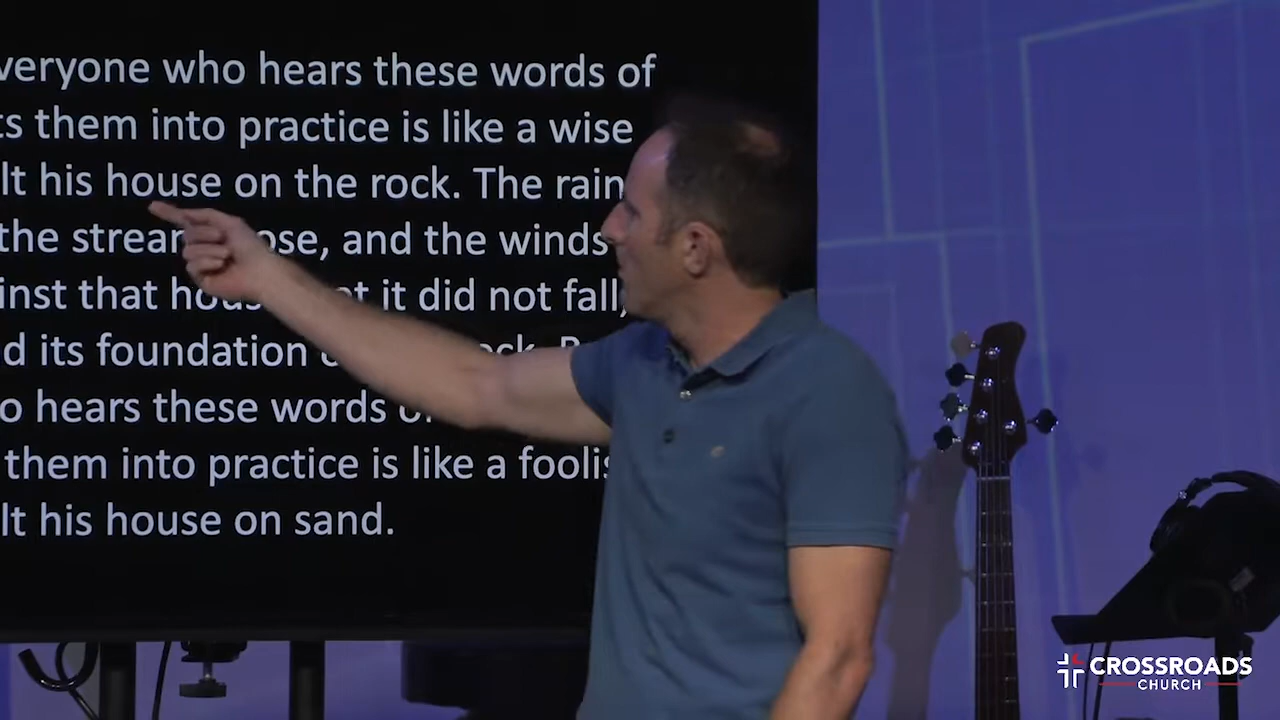 veryone who hears these words of
ts them into practice is like a wise
lt his house on the rock. The rain
the strea ose, and the winds
inst that hou t it did not fall,
d its foundation ck. B
o hears these words o
them into practice is like a foolis
lt his house on sand.
CROSSROADS
CHURCH